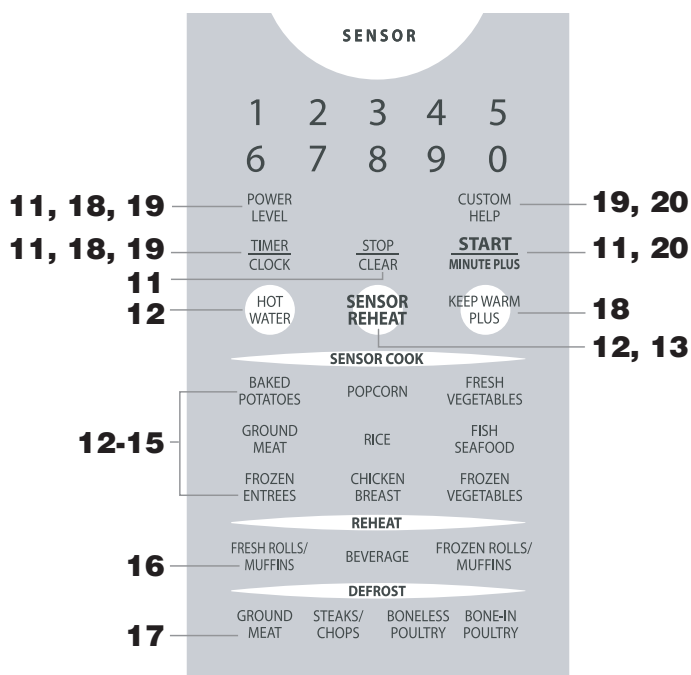 SENSOR
1 2 3 4 5
6 7 8 9 0
11, 18, 19 POWER LEVEL CUSTOM HELP 19, 20
11, 18, 19 TIMER CLOCK STOP CLEAR START MINUTE PLUS 11, 20
11
12 HOT WATER SENSOR REHEAT KEEP WARM PLUS 18
12, 13
SENSOR COOK
BAKED POTATOES POPCORN FRESH VEGETABLES
12-15 GROUND MEAT RICE FISH SEAFOOD
FROZEN ENTREES CHICKEN BREAST FROZEN VEGETABLES
REHEAT
16 FRESH ROLLS/ MUFFINS BEVERAGE FROZEN ROLLS/ MUFFINS
DEFROST
17 GROUND MEAT STEAKS/ CHOPS BONELESS POULTRY BONE-IN POULTRY